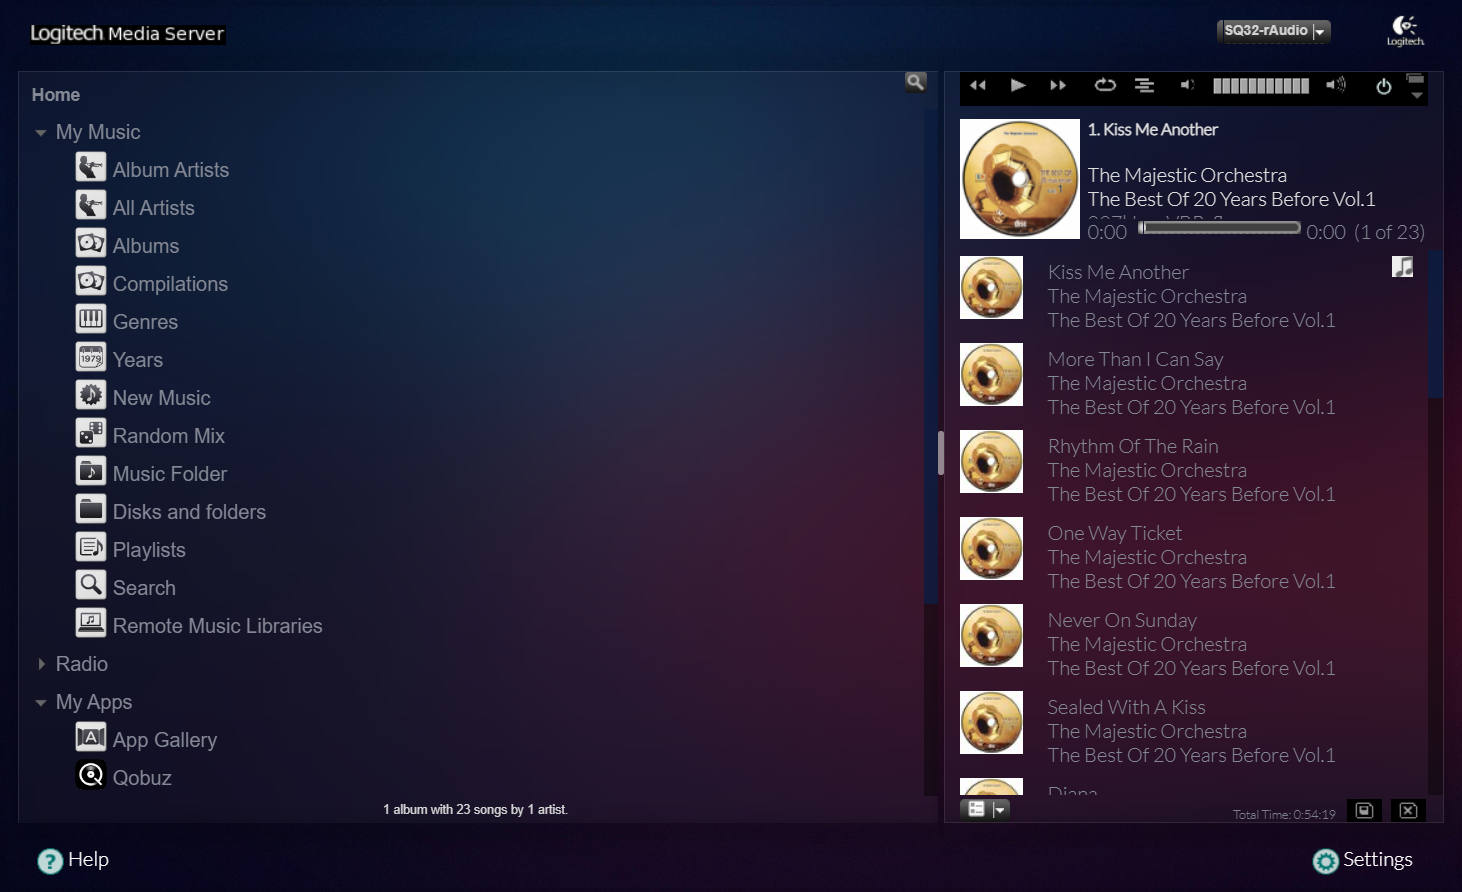 Logitech Media Server
SQ32-rAudio
Logitech
Home
My Music
Album Artists
All Artists
Albums
Compilations
Genres
1979
Years
New Music
Random Mix
Music Folder
Disks and folders
Playlists
Search
Remote Music Libraries
Radio
My Apps
App Gallery
Qobuz
1 album with 23 songs by 1 artist.
1. Kiss Me Another
The Majestic Orchestra
The Best Of 20 Years Before Vol.1
0:00
0:00 (1 of 23)
Kiss Me Another
The Majestic Orchestra
The Best Of 20 Years Before Vol.1
More Than I Can Say
The Majestic Orchestra
The Best Of 20 Years Before Vol.1
Rhythm Of The Rain
The Majestic Orchestra
The Best Of 20 Years Before Vol.1
One Way Ticket
The Majestic Orchestra
The Best Of 20 Years Before Vol.1
Never On Sunday
The Majestic Orchestra
The Best Of 20 Years Before Vol.1
Sealed With A Kiss
The Majestic Orchestra
The Best Of 20 Years Before Vol.1
Diana
Total Time: 0:54:19
? Help
Settings